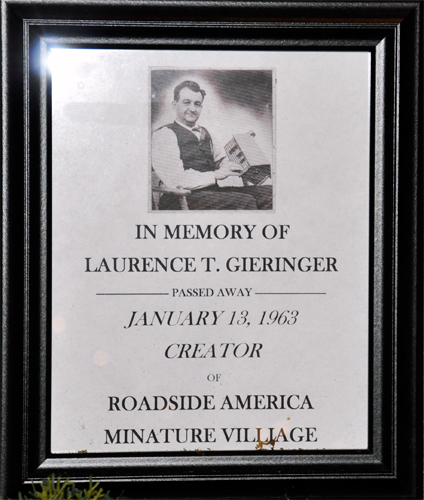 IN MEMORY OF
LAURENCE T. GIERINGER
PASSED AWAY
JANUARY 13, 1963
CREATOR
OF
ROADSIDE AMERICA
MINATURE VILLIAGE